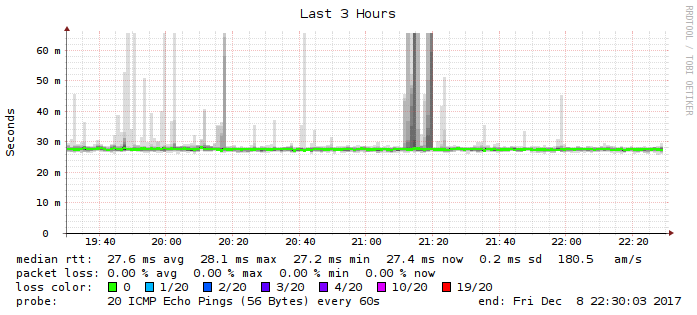 Last 3 Hours
RRDTOOL / TOBI OETIKER
Seconds
60 m
50 m
40 m
30 m
20 m
10 m
0
19:40 20:00 20:20 20:40 21:00 21:20 21:40 22:00 22:20
median rtt: 27.6 ms avg 28.1 ms max 27.2 ms min 27.4 ms now 0.2 ms sd 180.5 am/s
packet loss: 0.00 % avg 0.00 % max 0.00 % min 0.00 % now
loss color: 0 1/20 2/20 3/20 4/20 10/20 19/20
probe: 20 ICMP Echo Pings (56 Bytes) every 60s end: Fri Dec 8 22:30:03 2017